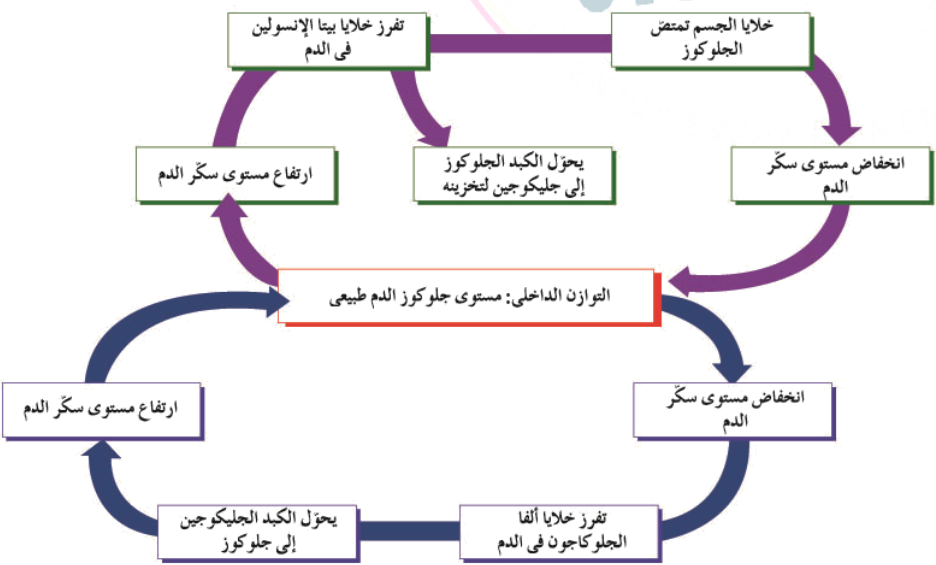 خلايا الجسم تمتصّ
الجلوكوز
تفرز خلايا بيتا الإنسولين
فى الدم
انخفاض مستوى سكّر
الدم
يحوّل الكبد الجلوكوز
إلى جليكوجين لتخزينه
ارتفاع مستوى سكّر الدم
التوازن الداخلى: مستوى جلوكوز الدم طبيعى
انخفاض مستوى سكّر
الدم
ارتفاع مستوى سكّر الدم
تفرز خلايا ألفا
الجلوكاجون فى الدم
يحوّل الكبد الجليكوجين
إلى جلوكوز